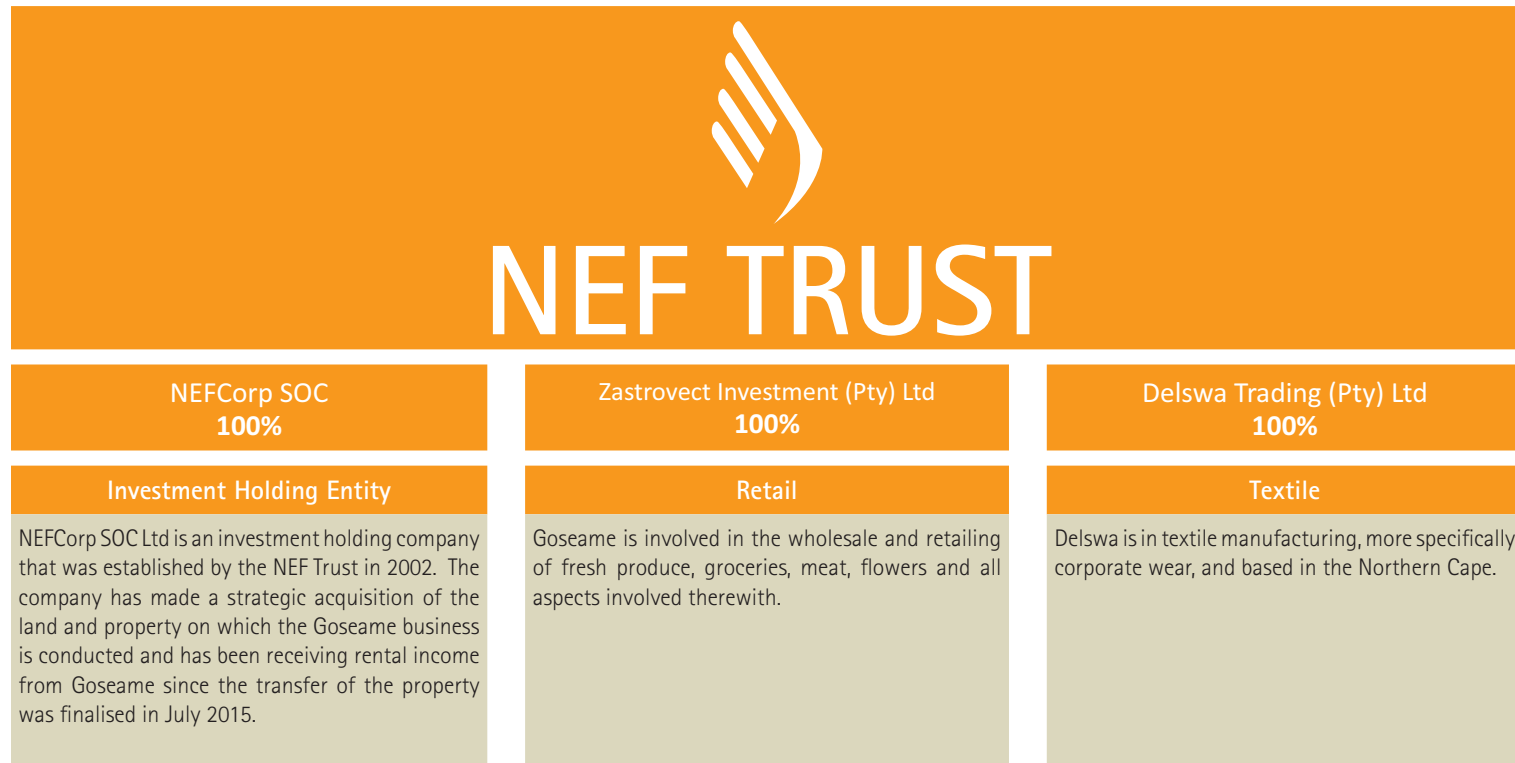 NEF TRUST
NEFCorp SOC
100%
Investment Holding Entity
NEFCorp SOC Ltd is an investment holding company
that was established by the NEF Trust in 2002. The
company has made a strategic acquisition of the
land and property on which the Goseame business
is conducted and has been receiving rental income
from Goseame since the transfer of the property
was finalised in July 2015.
Zastrovect Investment (Pty) Ltd
100%
Retail
Goseame is involved in the wholesale and retailing
of fresh produce, groceries, meat, flowers and all
aspects involved therewith.
Delswa Trading (Pty) Ltd
100%
Textile
Delswa is in textile manufacturing, more specifically
corporate wear, and based in the Northern Cape.